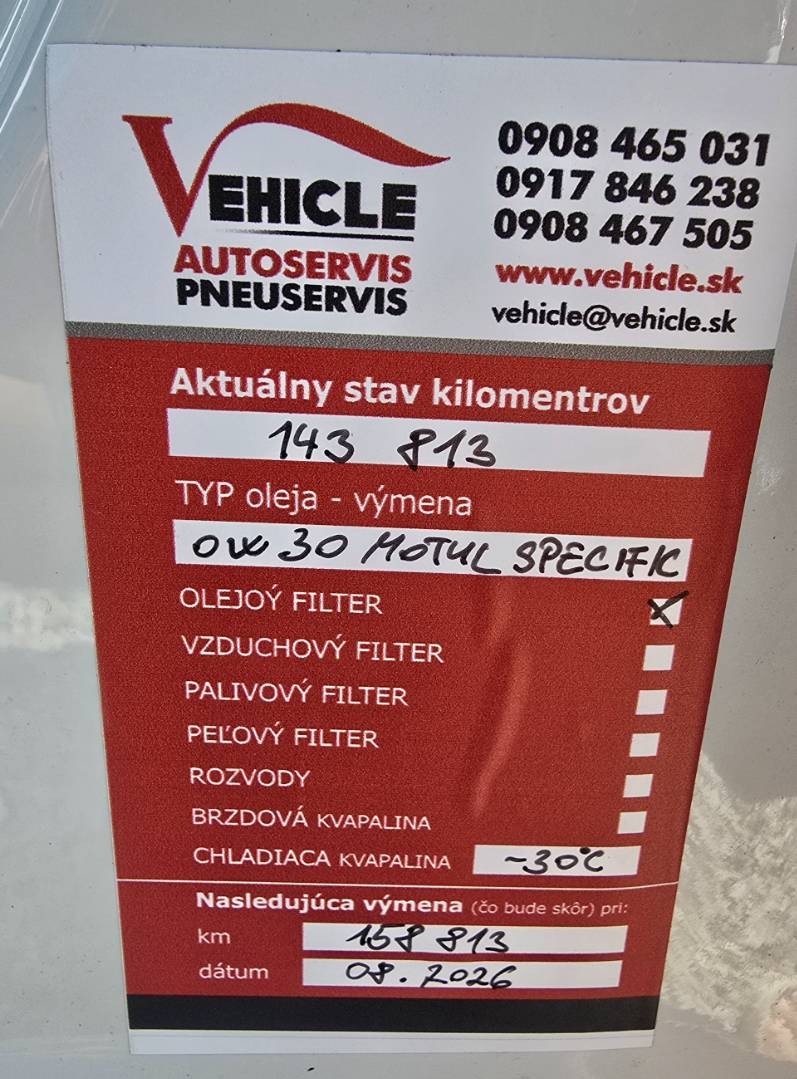 VEHICLE
AUTOSERVIS
PNEUSERVIS
0908 465 031
0917 846 238
0908 467 505
www.vehicle.sk
vehicle@vehicle.sk
Aktuálny stav kilomentrov
143 813
TYP oleja - výmena
0W30 MOTUL SPECIFIC
OLEJOÝ FILTER X
VZDUCHOVÝ FILTER
PALIVOVÝ FILTER
PEĽOVÝ FILTER
ROZVODY
BRZDOVÁ KVAPALINA
CHLADIACA KVAPALINA -30°C
Nasledujúca výmena (čo bude skôr) pri:
km 158 813
dátum 08.2026